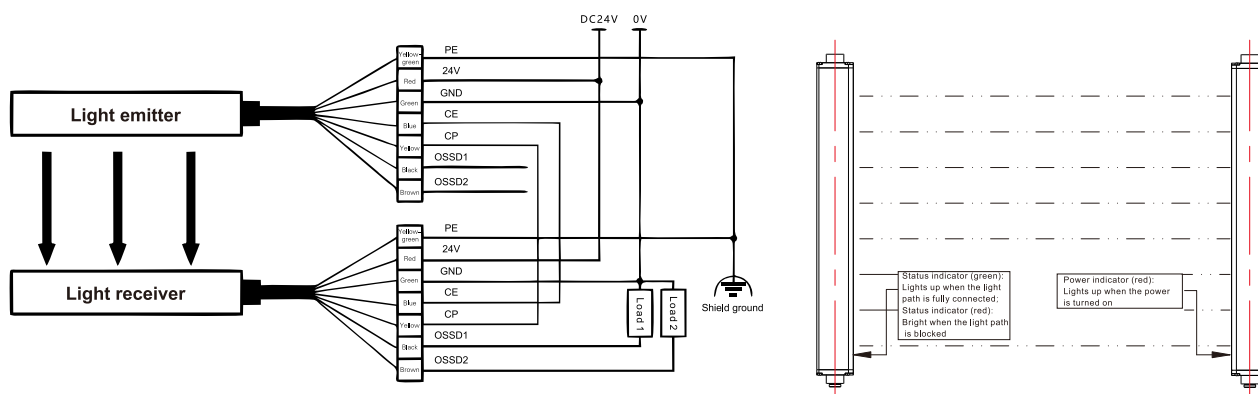 DC24V 0V
Light emitter
Yellow-
green
PE
Red
24V
Green
GND
Blue
CE
Yellow
CP
Black
OSSD1
Brown
OSSD2
Light receiver
Yellow-
green
PE
Red
24V
Green
GND
Blue
CE
Yellow
CP
Black
OSSD1
Brown
OSSD2
Load 1
Load 2
Shield ground
Status indicator (green):
Lights up when the light
path is fully connected;
Status indicator (red):
Bright when the light path
is blocked
Power indicator (red):
Lights up when the power
is turned on